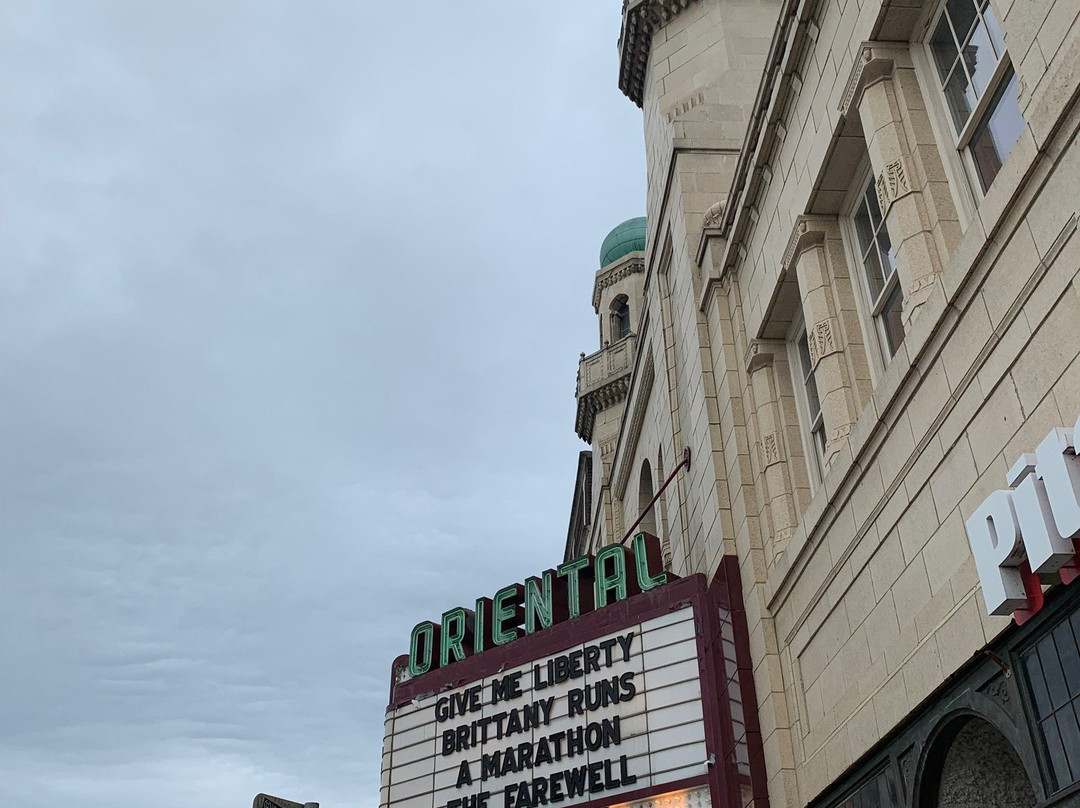 ORIENTAL
GIVE ME LIBERTY
BRITTANY RUNS
A MARATHON
THE FAREWELL